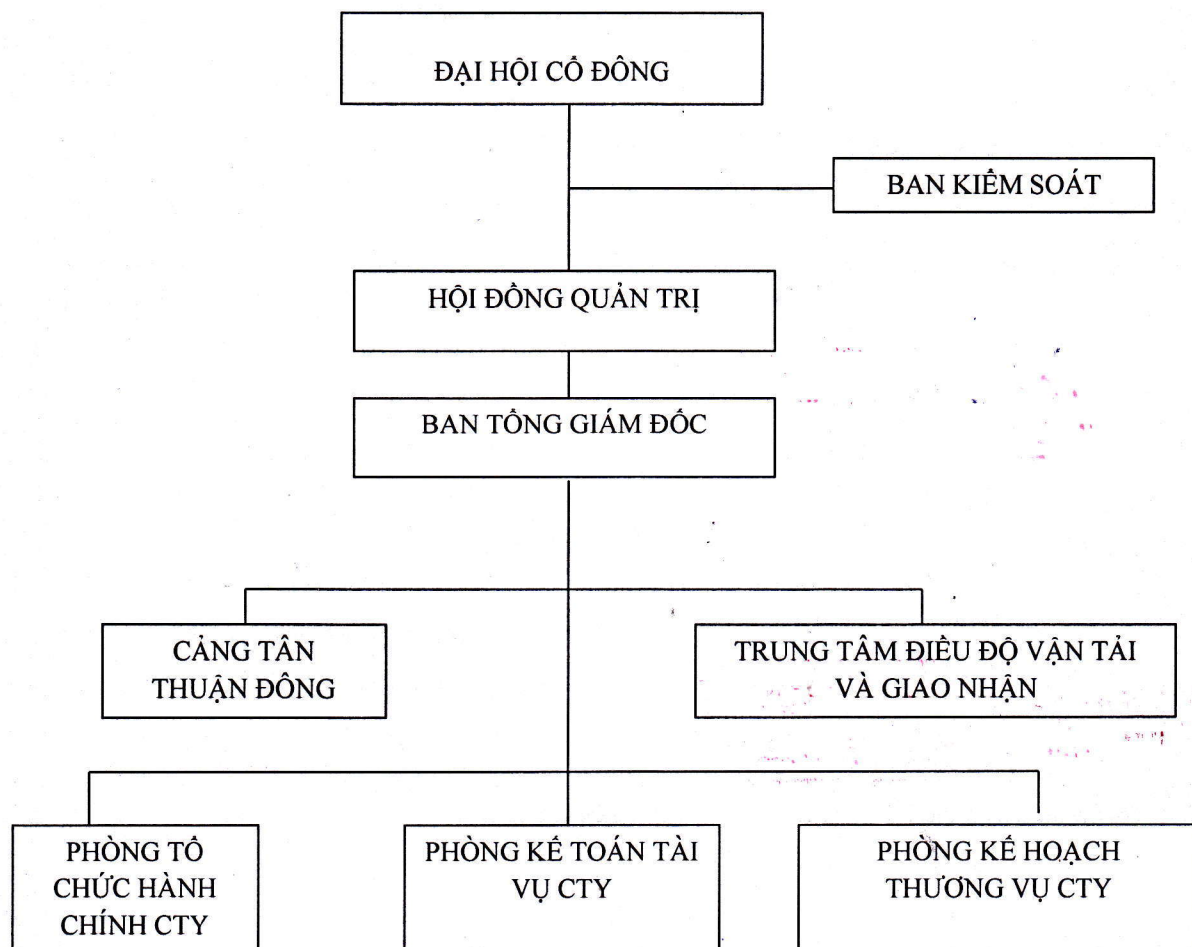 ĐẠI HỘI CỔ ĐÔNG
BAN KIỂM SOÁT
HỘI ĐỒNG QUẢN TRỊ
BAN TỔNG GIÁM ĐỐC
CẢNG TÂN
THUẬN ĐÔNG
TRUNG TÂM ĐIỀU ĐỘ VẬN TẢI
VÀ GIAO NHẬN
PHÒNG TỔ
CHỨC HÀNH
CHÍNH CTY
PHÒNG KẾ TOÁN TÀI
VỤ CTY
PHÒNG KẾ HOẠCH
THƯƠNG VỤ CTY